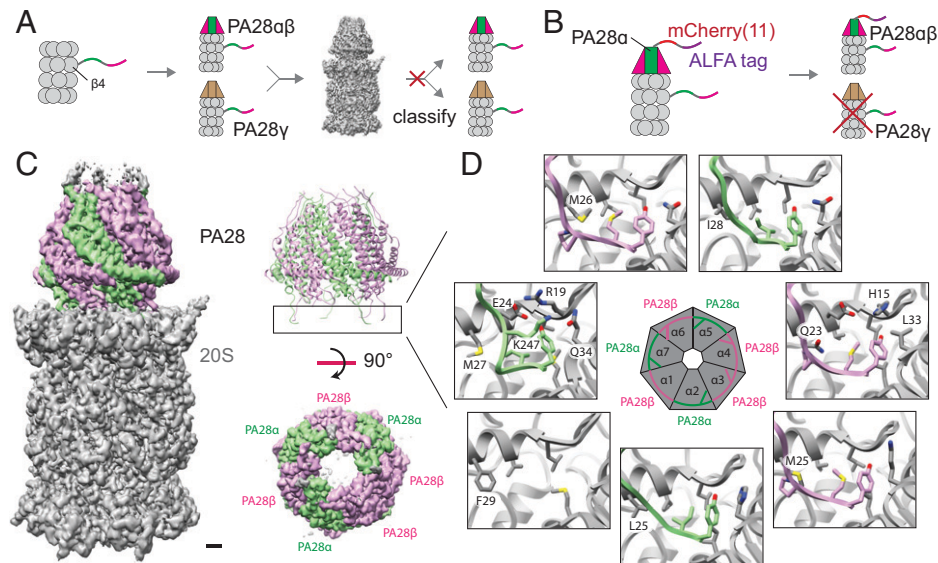 A
β4
PA28αβ
PA28γ
classify
B
PA28α
mCherry(11)
ALFA tag
PA28αβ
PA28γ
C
PA28
20S
90°
PA28β
PA28α
PA28α
PA28β
PA28β
PA28α
PA28β
D
M26
I28
E24
R19
K247
M27
Q34
PA28β
PA28α
PA28α
PA28β
PA28β
PA28β
PA28α
α6
α5
α7
α4
α1
α3
α2
H15
Q23
L33
F29
L25
M25